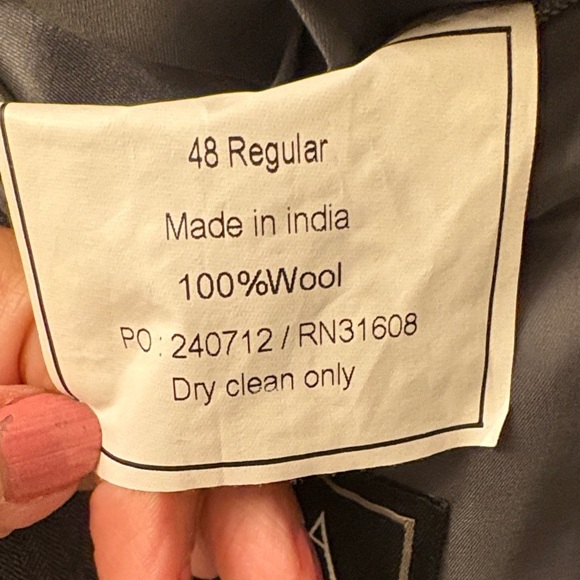 48 Regular
Made in india
100%Wool
PO: 240712 / RN31608
Dry clean only